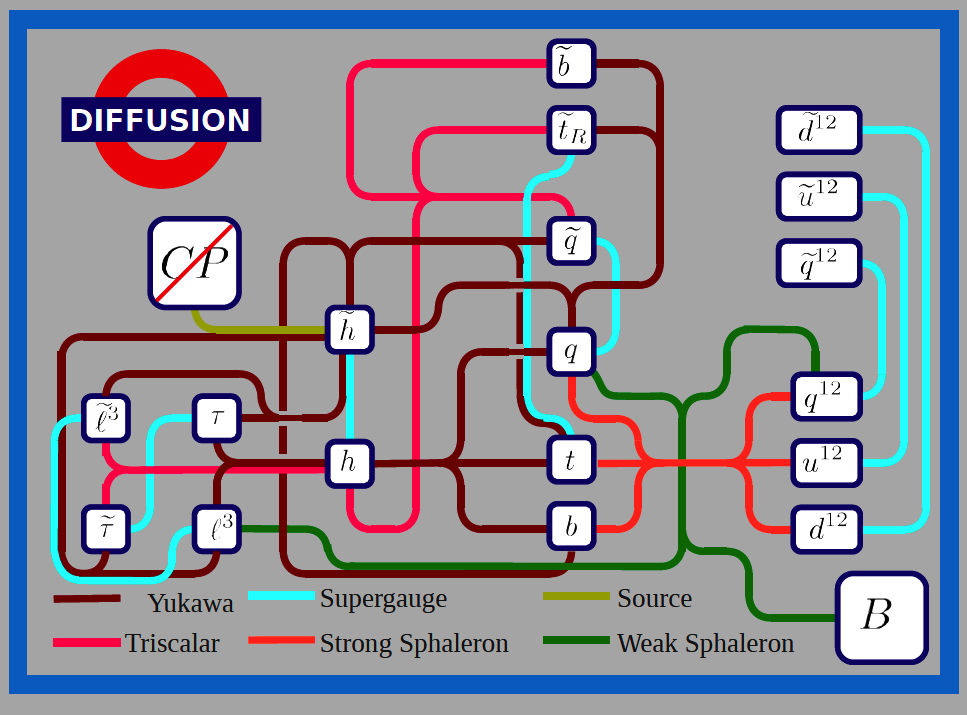 b̃
DIFFUSION
t̃_R
d̃^12
ũ^12
CP
q̃
q̃^12
h̃
q
q^12
ℓ̃^3
τ
h
t
u^12
τ̃
ℓ^3
b
d^12
Yukawa
Supergauge
Source
B
Triscalar
Strong Sphaleron
Weak Sphaleron